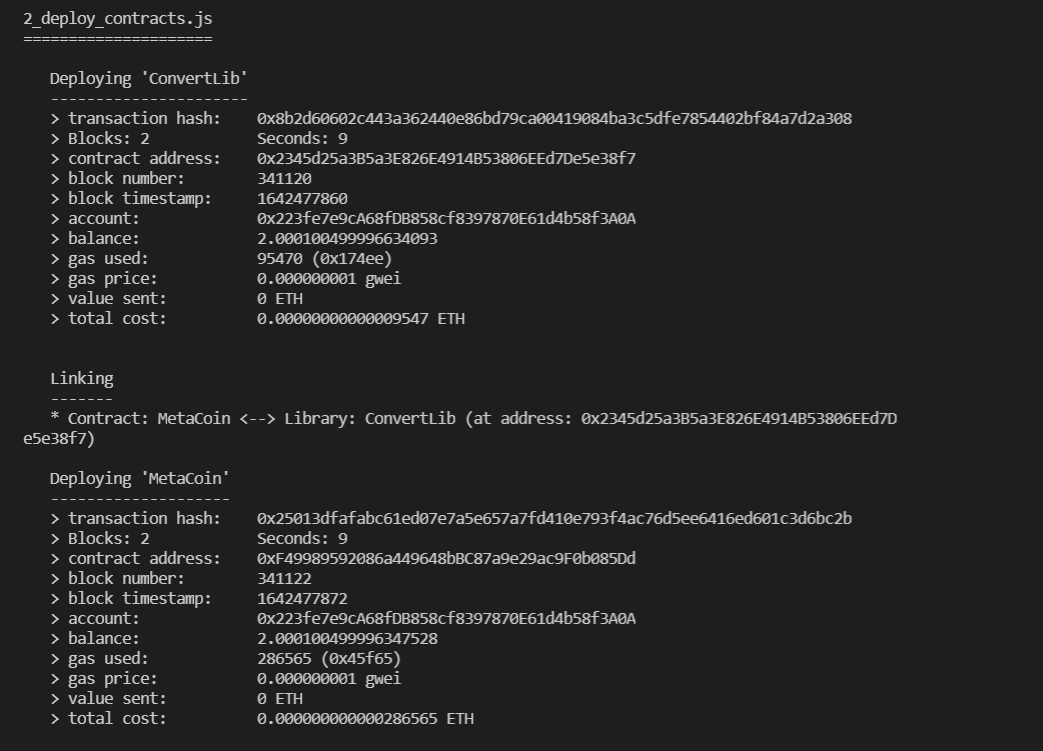 2_deploy_contracts.js
=====================
Deploying 'ConvertLib'
----------------------
> transaction hash:    0x8b2d60602c443a362440e86bd79ca00419084ba3c5dfe7854402bf84a7d2a308
> Blocks: 2            Seconds: 9
> contract address:    0x2345d25a3B5a3E826E4914B53806EEd7De5e38f7
> block number:        341120
> block timestamp:     1642477860
> account:             0x223fe7e9cA68fDB858cf8397870E61d4b58f3A0A
> balance:             2.000100499996634093
> gas used:            95470 (0x174ee)
> gas price:           0.000000001 gwei
> value sent:          0 ETH
> total cost:          0.00000000000009547 ETH
Linking
-------
* Contract: MetaCoin <--> Library: ConvertLib (at address: 0x2345d25a3B5a3E826E4914B53806EEd7D
e5e38f7)
Deploying 'MetaCoin'
--------------------
> transaction hash:    0x25013dfafabc61ed07e7a5e657a7fd410e793f4ac76d5ee6416ed601c3d6bc2b
> Blocks: 2            Seconds: 9
> contract address:    0xF49989592086a449648bBC87a9e29ac9F0b085Dd
> block number:        341122
> block timestamp:     1642477872
> account:             0x223fe7e9cA68fDB858cf8397870E61d4b58f3A0A
> balance:             2.000100499996347528
> gas used:            286565 (0x45f65)
> gas price:           0.000000001 gwei
> value sent:          0 ETH
> total cost:          0.000000000000286565 ETH